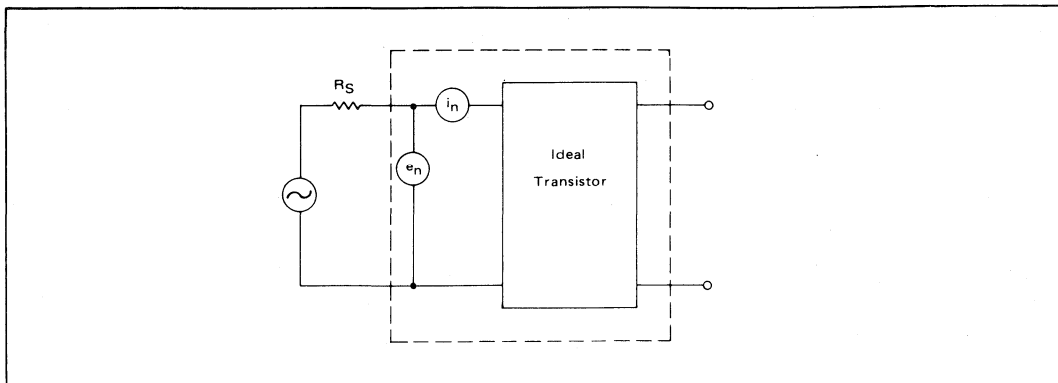 R_S
i_n
e_n
Ideal
Transistor